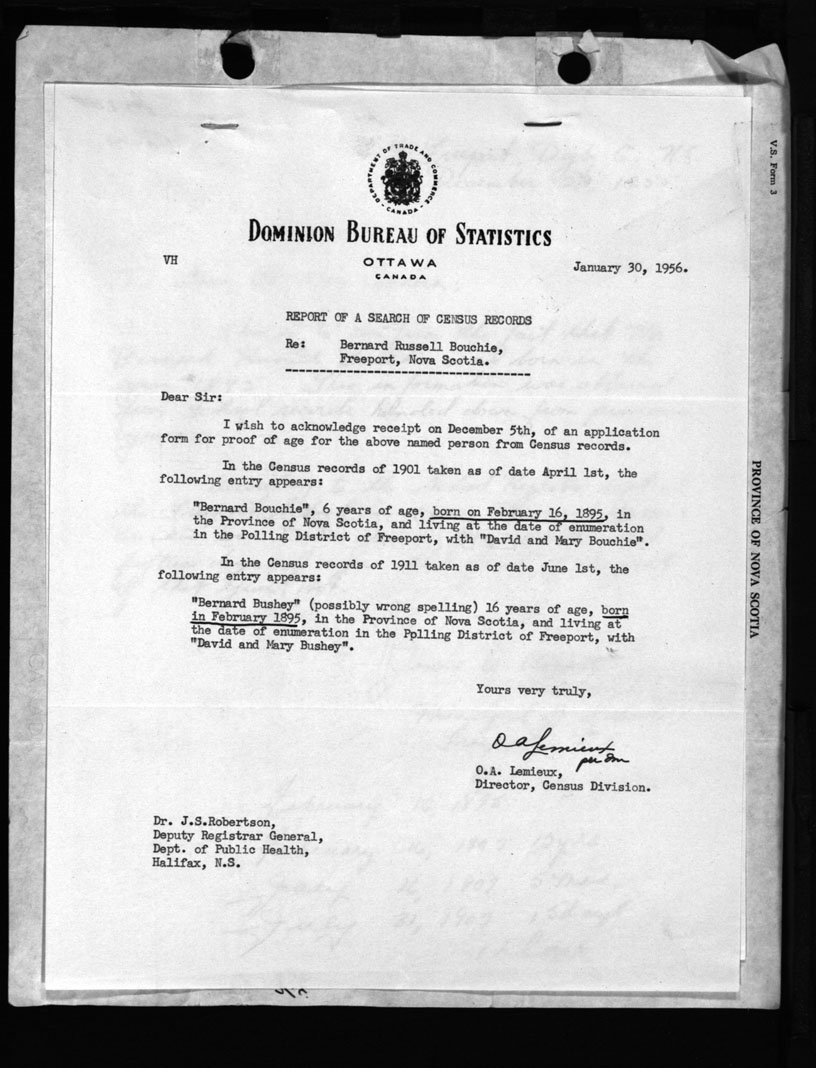 V.S. Form 3
DEPARTMENT OF TRADE AND COMMERCE
CANADA
DOMINION BUREAU OF STATISTICS
VH
OTTAWA
CANADA
January 30, 1956.
REPORT OF A SEARCH OF CENSUS RECORDS
Re: Bernard Russell Bouchie,
Freeport, Nova Scotia.
Dear Sir:
I wish to acknowledge receipt on December 5th, of an application
form for proof of age for the above named person from Census records.
In the Census records of 1901 taken as of date April 1st, the
following entry appears:
"Bernard Bouchie", 6 years of age, born on February 16, 1895, in
the Province of Nova Scotia, and living at the date of enumeration
in the Polling District of Freeport, with "David and Mary Bouchie".
In the Census records of 1911 taken as of date June 1st, the
following entry appears:
"Bernard Bushey" (possibly wrong spelling) 16 years of age, born
in February 1895, in the Province of Nova Scotia, and living at
the date of enumeration in the Pplling District of Freeport, with
"David and Mary Bushey".
PROVINCE OF NOVA SCOTIA
Yours very truly,
O A Lemieux
per
O.A. Lemieux,
Director, Census Division.
Dr. J.S.Robertson,
Deputy Registrar General,
Dept. of Public Health,
Halifax, N.S.